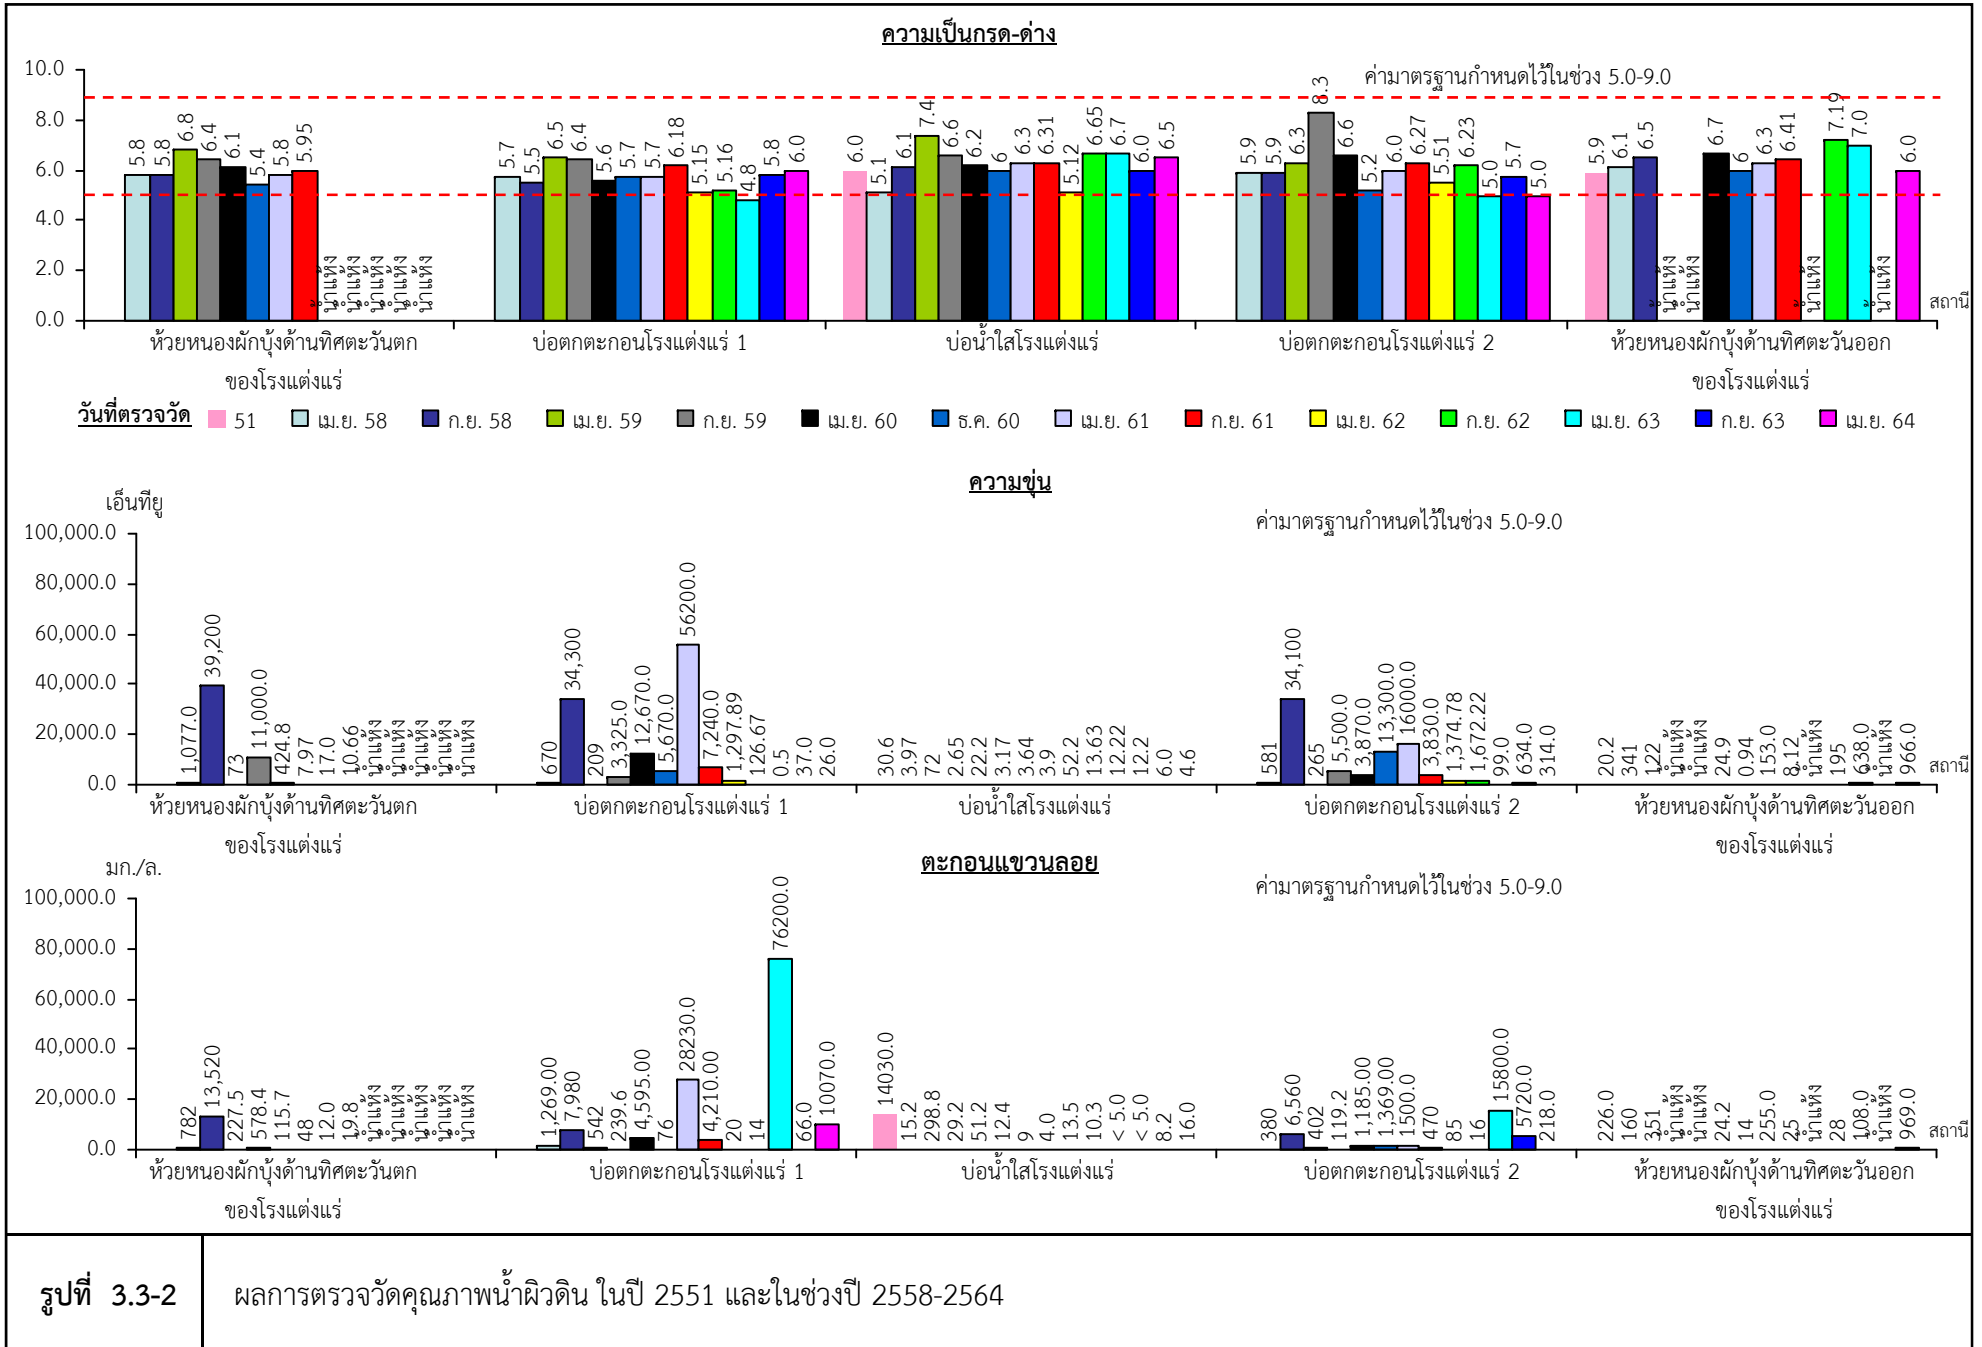 ความเป็นกรด-ด่าง
ค่ามาตรฐานกำหนดไว้ในช่วง 5.0-9.0
10.0
8.0
6.0
4.0
2.0
0.0
5.8 5.8 6.8 6.4 6.1 5.4 5.8 5.95 น้ำแห้ง น้ำแห้ง น้ำแห้ง น้ำแห้ง น้ำแห้ง
5.7 5.5 6.5 6.4 5.6 5.7 5.7 6.18 5.15 5.16 4.8 5.8 6.0
6.0 5.1 6.1 7.4 6.6 6.2 6 6.3 6.31 5.12 6.65 6.7 6.0 6.5
5.9 5.9 6.3 8.3 6.6 5.2 6.0 6.27 5.51 6.23 5.0 5.7 5.0
5.9 6.1 6.5 น้ำแห้ง น้ำแห้ง 6.7 6 6.3 6.41 น้ำแห้ง 7.19 7.0 น้ำแห้ง 6.0
สถานี
ห้วยหนองผักบุ้งด้านทิศตะวันตก บ่อตกตะกอนโรงแต่งแร่ 1 บ่อน้ำใสโรงแต่งแร่ บ่อตกตะกอนโรงแต่งแร่ 2 ห้วยหนองผักบุ้งด้านทิศตะวันออก
ของโรงแต่งแร่ ของโรงแต่งแร่
วันที่ตรวจวัด 51 เม.ย. 58 ก.ย. 58 เม.ย. 59 ก.ย. 59 เม.ย. 60 ธ.ค. 60 เม.ย. 61 ก.ย. 61 เม.ย. 62 ก.ย. 62 เม.ย. 63 ก.ย. 63 เม.ย. 64
ความขุ่น
เอ็นทียู
ค่ามาตรฐานกำหนดไว้ในช่วง 5.0-9.0
100,000.0
80,000.0
60,000.0
40,000.0
20,000.0
0.0
1,077.0 39,200 73 11,000.0 424.8 7.97 17.0 10.66 น้ำแห้ง น้ำแห้ง น้ำแห้ง น้ำแห้ง น้ำแห้ง
670 34,300 209 3,325.0 12,670.0 5,670.0 56200.0 7,240.0 1,297.89 126.67 0.5 37.0 26.0
30.6 3.97 72 2.65 22.2 3.17 3.64 3.9 52.2 13.63 12.22 12.2 6.0 4.6
581 34,100 265 5,500.0 3,870.0 13,300.0 16000.0 3,830.0 1,374.78 1,672.22 99.0 634.0 314.0
20.2 341 122 น้ำแห้ง น้ำแห้ง 24.9 0.94 153.0 8.12 น้ำแห้ง 195 638.0 น้ำแห้ง 966.0
สถานี
ห้วยหนองผักบุ้งด้านทิศตะวันตก บ่อตกตะกอนโรงแต่งแร่ 1 บ่อน้ำใสโรงแต่งแร่ บ่อตกตะกอนโรงแต่งแร่ 2 ห้วยหนองผักบุ้งด้านทิศตะวันออก
ของโรงแต่งแร่ ของโรงแต่งแร่
ตะกอนแขวนลอย
มก./ล.
ค่ามาตรฐานกำหนดไว้ในช่วง 5.0-9.0
100,000.0
80,000.0
60,000.0
40,000.0
20,000.0
0.0
782 13,520 227.5 578.4 115.7 48 12.0 19.8 น้ำแห้ง น้ำแห้ง น้ำแห้ง น้ำแห้ง น้ำแห้ง
1,269.00 7,980 542 239.6 4,595.00 76 28230.0 4,210.00 20 14 76200.0 66.0 10070.0
14030.0 15.2 298.8 29.2 51.2 12.4 9 4.0 13.5 10.3 < 5.0 < 5.0 8.2 16.0
380 6,560 402 119.2 1,185.00 1,369.00 1500.0 470 85 16 15800.0 5720.0 218.0
226.0 160 351 น้ำแห้ง น้ำแห้ง 24.2 14 255.0 25 น้ำแห้ง 28 108.0 น้ำแห้ง 969.0
สถานี
ห้วยหนองผักบุ้งด้านทิศตะวันตก บ่อตกตะกอนโรงแต่งแร่ 1 บ่อน้ำใสโรงแต่งแร่ บ่อตกตะกอนโรงแต่งแร่ 2 ห้วยหนองผักบุ้งด้านทิศตะวันออก
ของโรงแต่งแร่ ของโรงแต่งแร่
รูปที่ 3.3-2 ผลการตรวจวัดคุณภาพน้ำผิวดิน ในปี 2551 และในช่วงปี 2558-2564